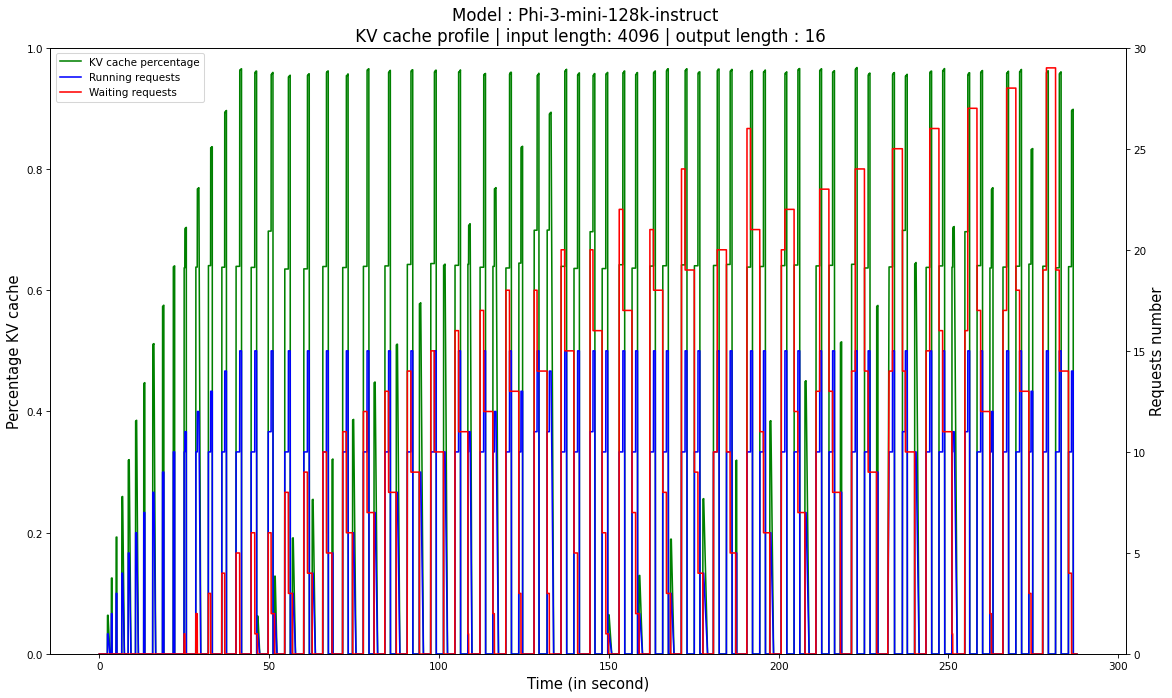 Model : Phi-3-mini-128k-instruct
KV cache profile | input length: 4096 | output length : 16
KV cache percentage
Running requests
Waiting requests
Percentage KV cache
1.0
0.8
0.6
0.4
0.2
0.0
30
25
20
15
10
5
0
Requests number
0 50 100 150 200 250 300
Time (in second)